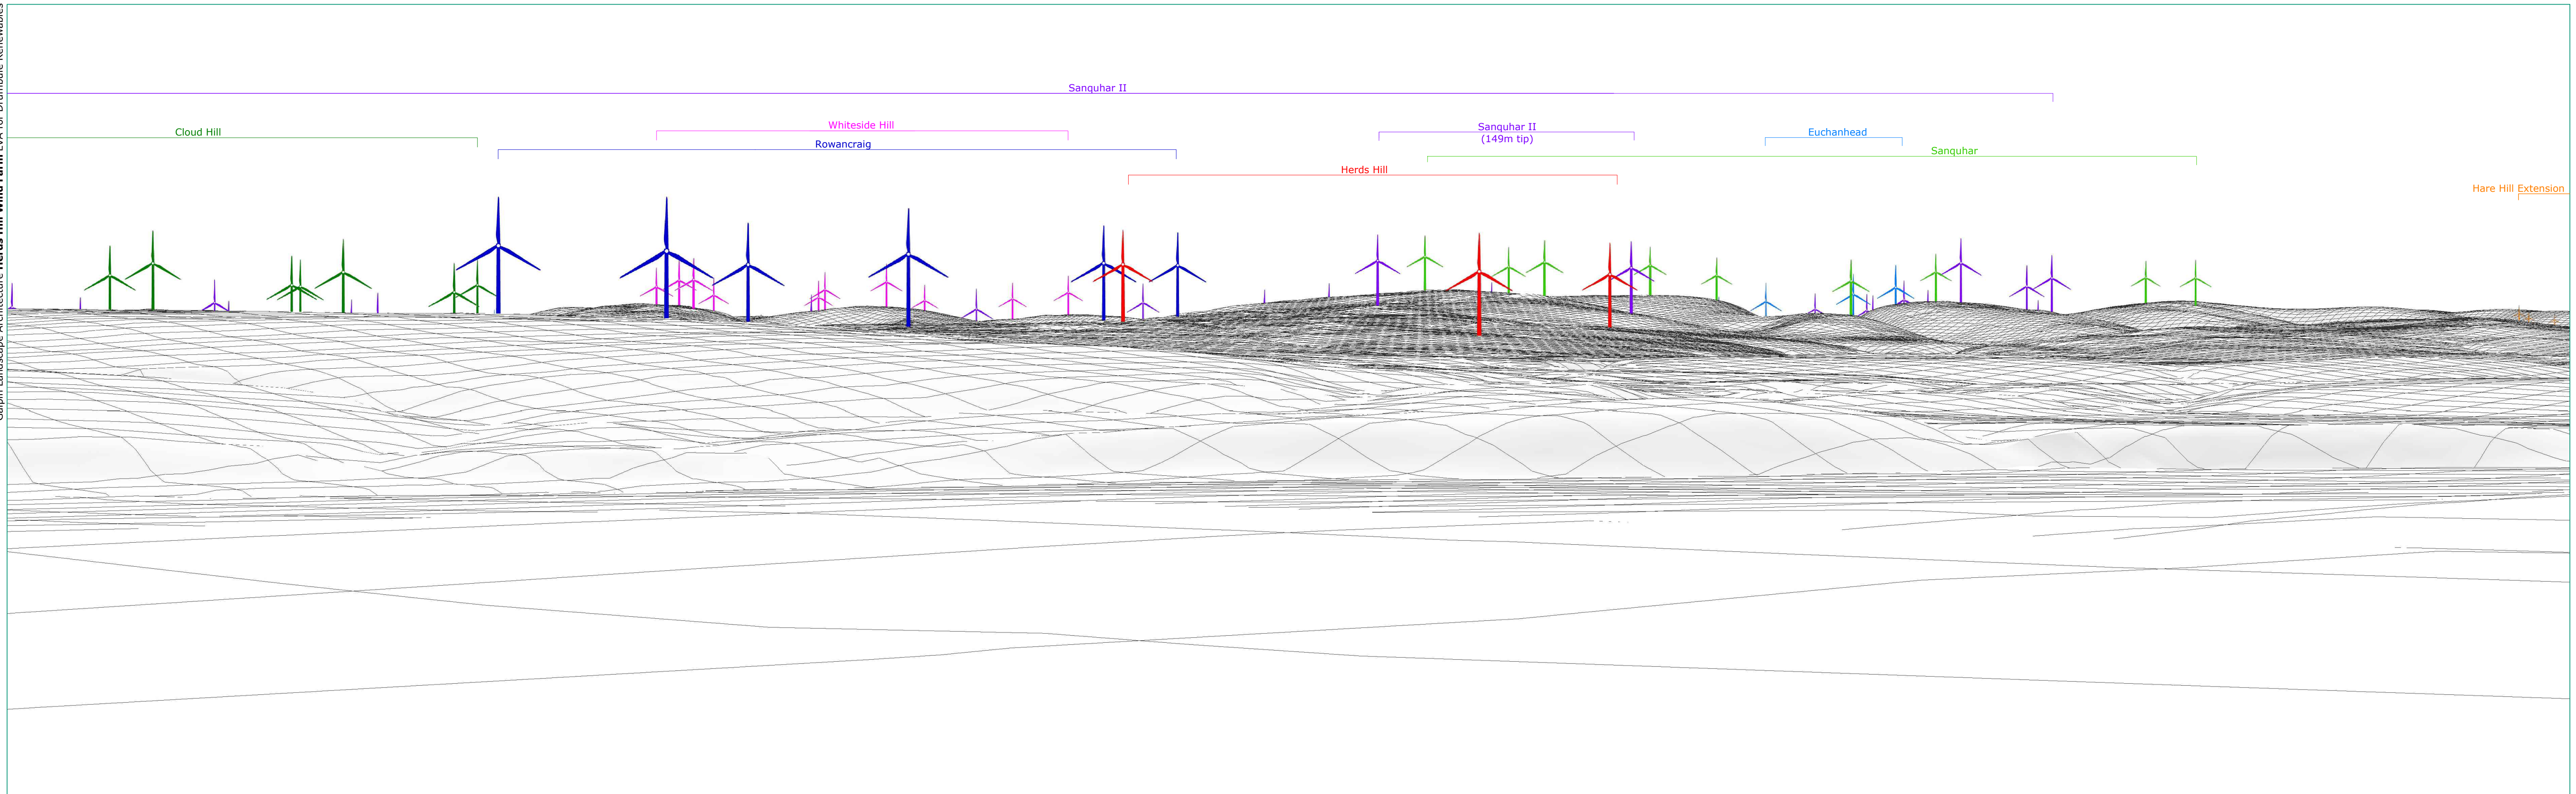 Sanquhar II
Cloud Hill
Whiteside Hill
Rowancraig
Sanquhar II
(149m tip)
Euchanhead
Sanquhar
Herds Hill
Hare Hill Extension